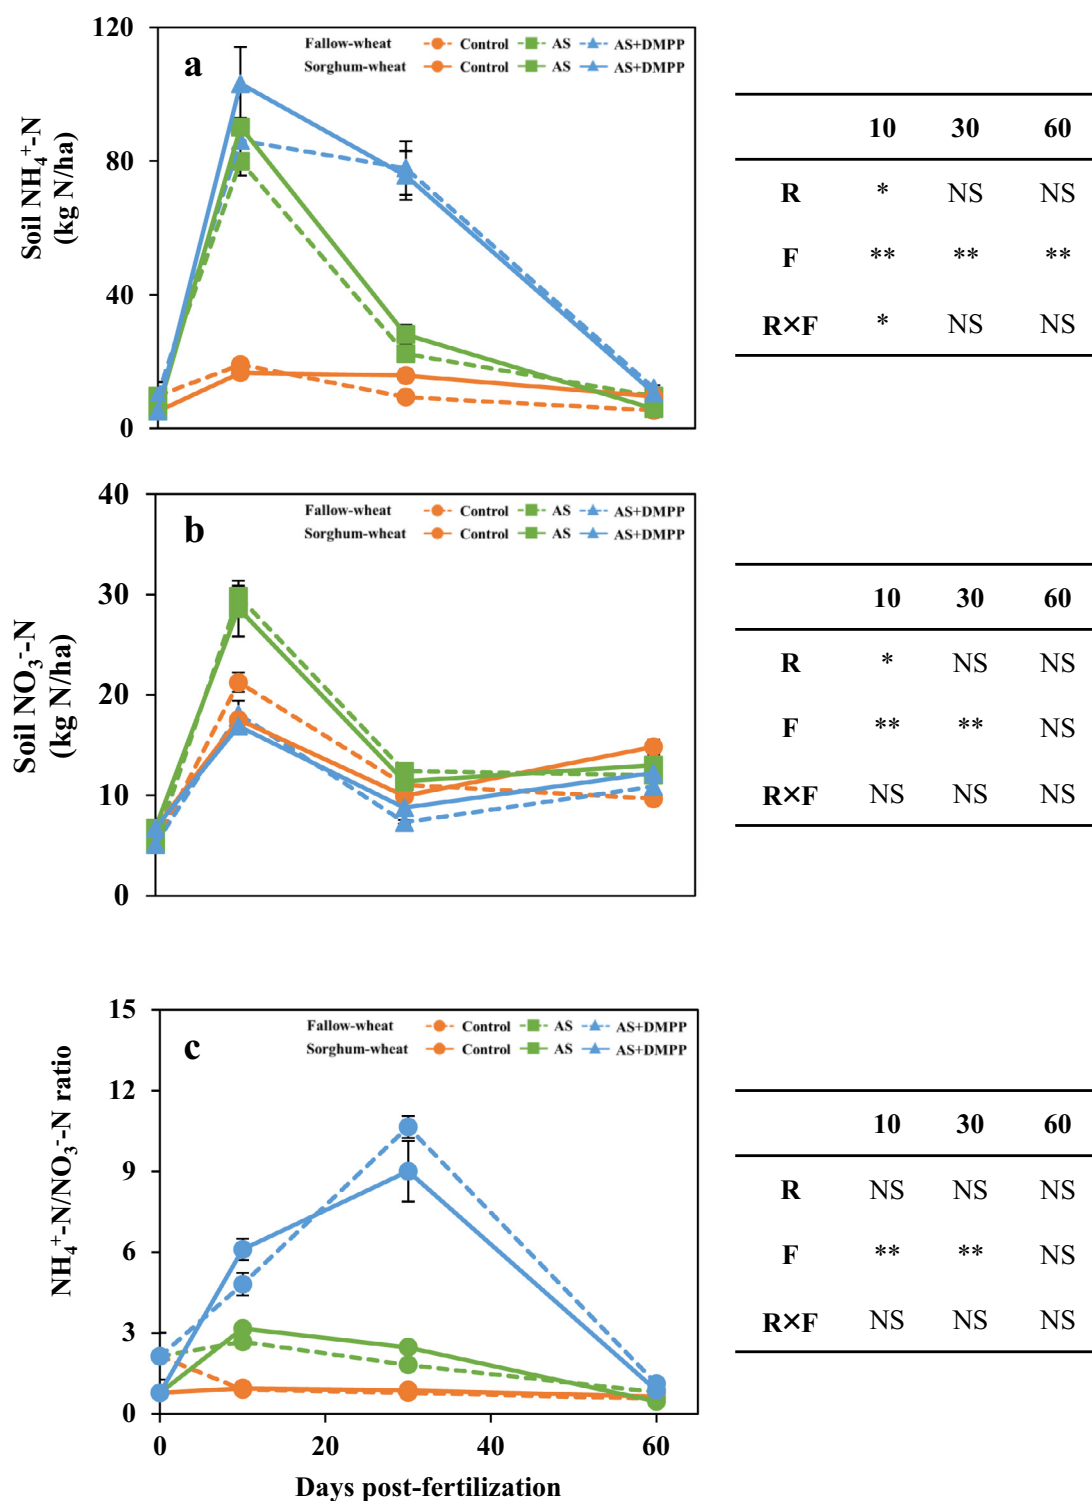 120
80
40
0
Soil NH₄⁺-N
(kg N/ha)
a
Fallow-wheat Control AS AS+DMPP
Sorghum-wheat Control AS AS+DMPP
10 30 60
R * NS NS
F ** ** **
R×F * NS NS
40
30
20
10
0
Soil NO₃⁻-N
(kg N/ha)
b
Fallow-wheat Control AS AS+DMPP
Sorghum-wheat Control AS AS+DMPP
10 30 60
R * NS NS
F ** ** NS
R×F NS NS NS
15
12
9
6
3
0
NH₄⁺-N/NO₃⁻-N ratio
c
Fallow-wheat Control AS AS+DMPP
Sorghum-wheat Control AS AS+DMPP
0 20 40 60
Days post-fertilization
10 30 60
R NS NS NS
F ** ** NS
R×F NS NS NS